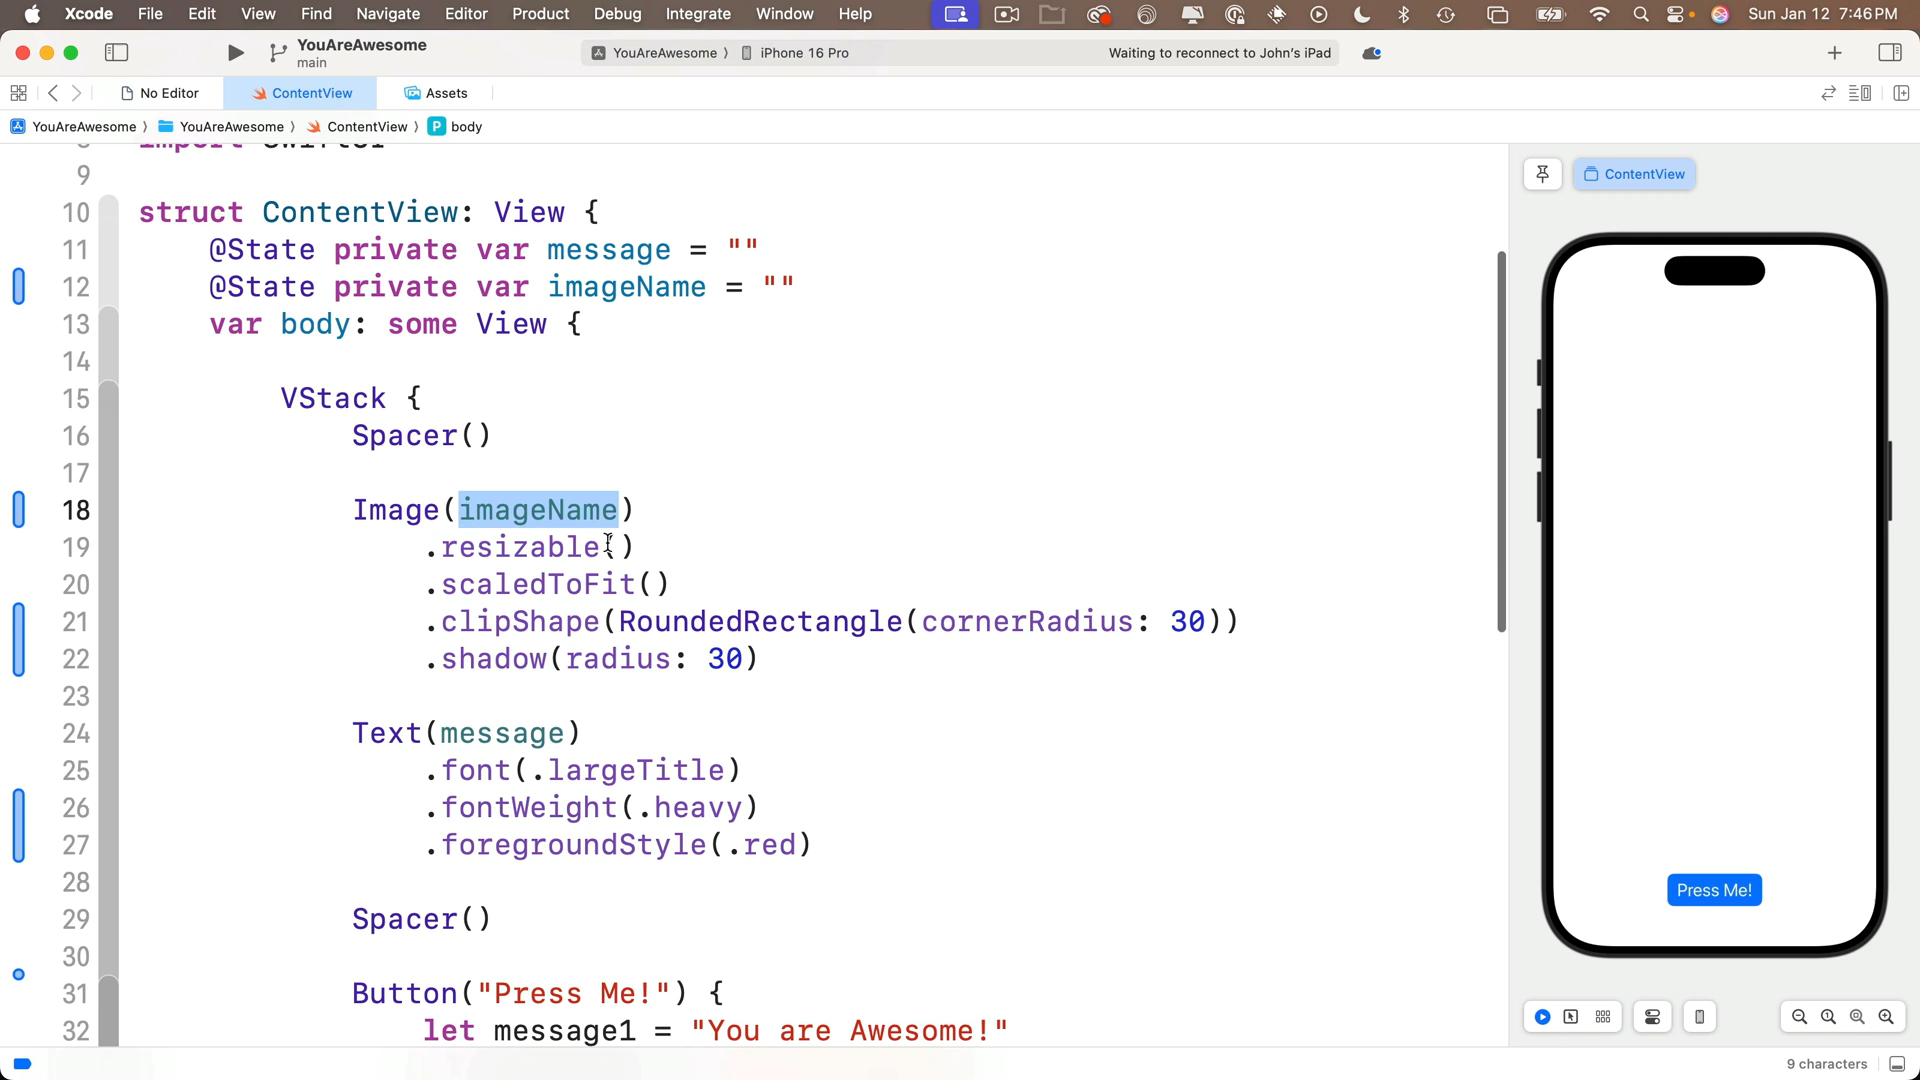 Xcode File Edit View Find Navigate Editor Product Debug Integrate Window Help Sun Jan 12 7:46 PM
YouAreAwesome
main
YouAreAwesome 〉 iPhone 16 Pro Waiting to reconnect to John's iPad
No Editor ContentView Assets
YouAreAwesome 〉 YouAreAwesome 〉 ContentView 〉 P body
8 import SwiftUI
9
10 struct ContentView: View {
11 @State private var message = ""
12 @State private var imageName = ""
13 var body: some View {
14
15 VStack {
16 Spacer()
17
18 Image(imageName)
19 .resizable()
20 .scaledToFit()
21 .clipShape(RoundedRectangle(cornerRadius: 30))
22 .shadow(radius: 30)
23
24 Text(message)
25 .font(.largeTitle)
26 .fontWeight(.heavy)
27 .foregroundStyle(.red)
28
29 Spacer()
30
31 Button("Press Me!") {
32 let message1 = "You are Awesome!"
ContentView
Press Me!
9 characters